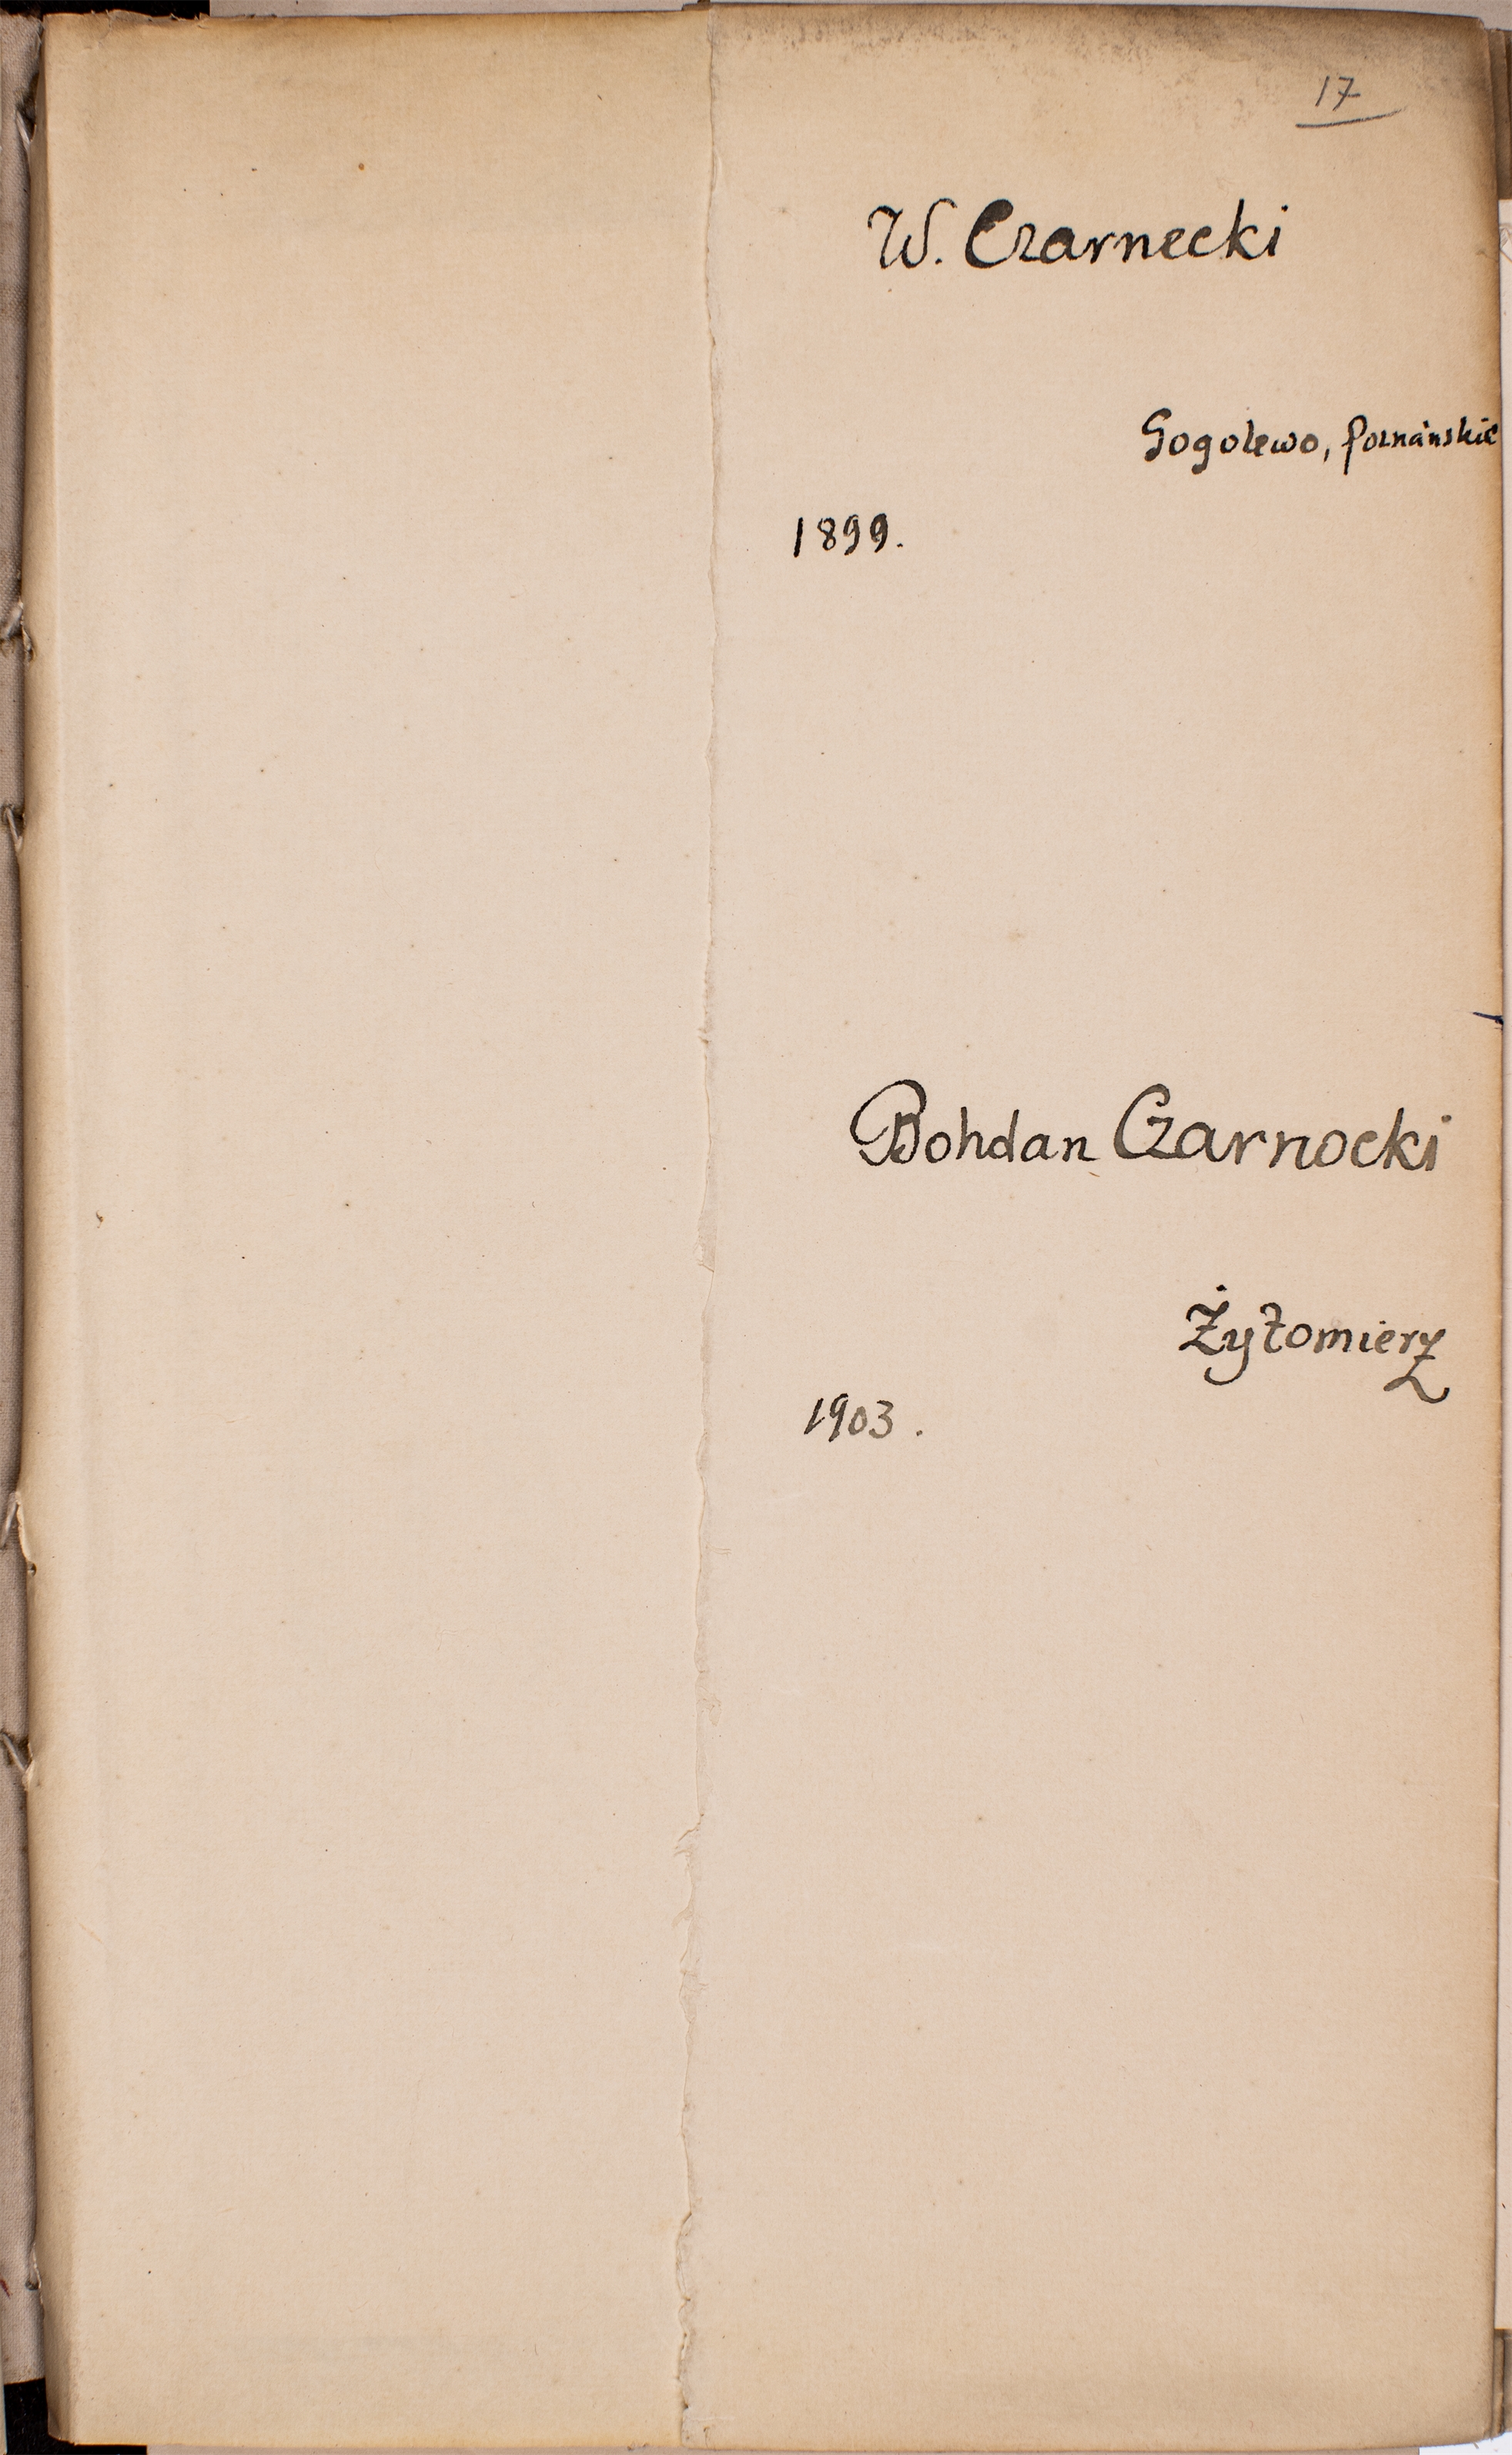 17
W. Czarnecki
Gogolewo, Poznańskie
1899.
Bohdan Czarnocki
Żytomierz
1903.